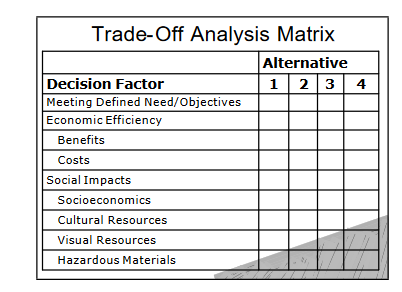 Trade-Off Analysis Matrix
Alternative
Decision Factor 1 2 3 4
Meeting Defined Need/Objectives
Economic Efficiency
Benefits
Costs
Social Impacts
Socioeconomics
Cultural Resources
Visual Resources
Hazardous Materials